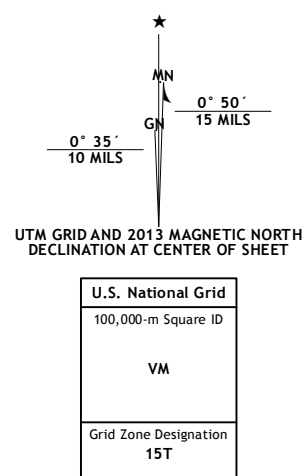 ★
MN
0° 50´
15 MILS
GN
0° 35´
10 MILS
UTM GRID AND 2013 MAGNETIC NORTH
DECLINATION AT CENTER OF SHEET
U.S. National Grid
100,000-m Square ID
VM
Grid Zone Designation
15T